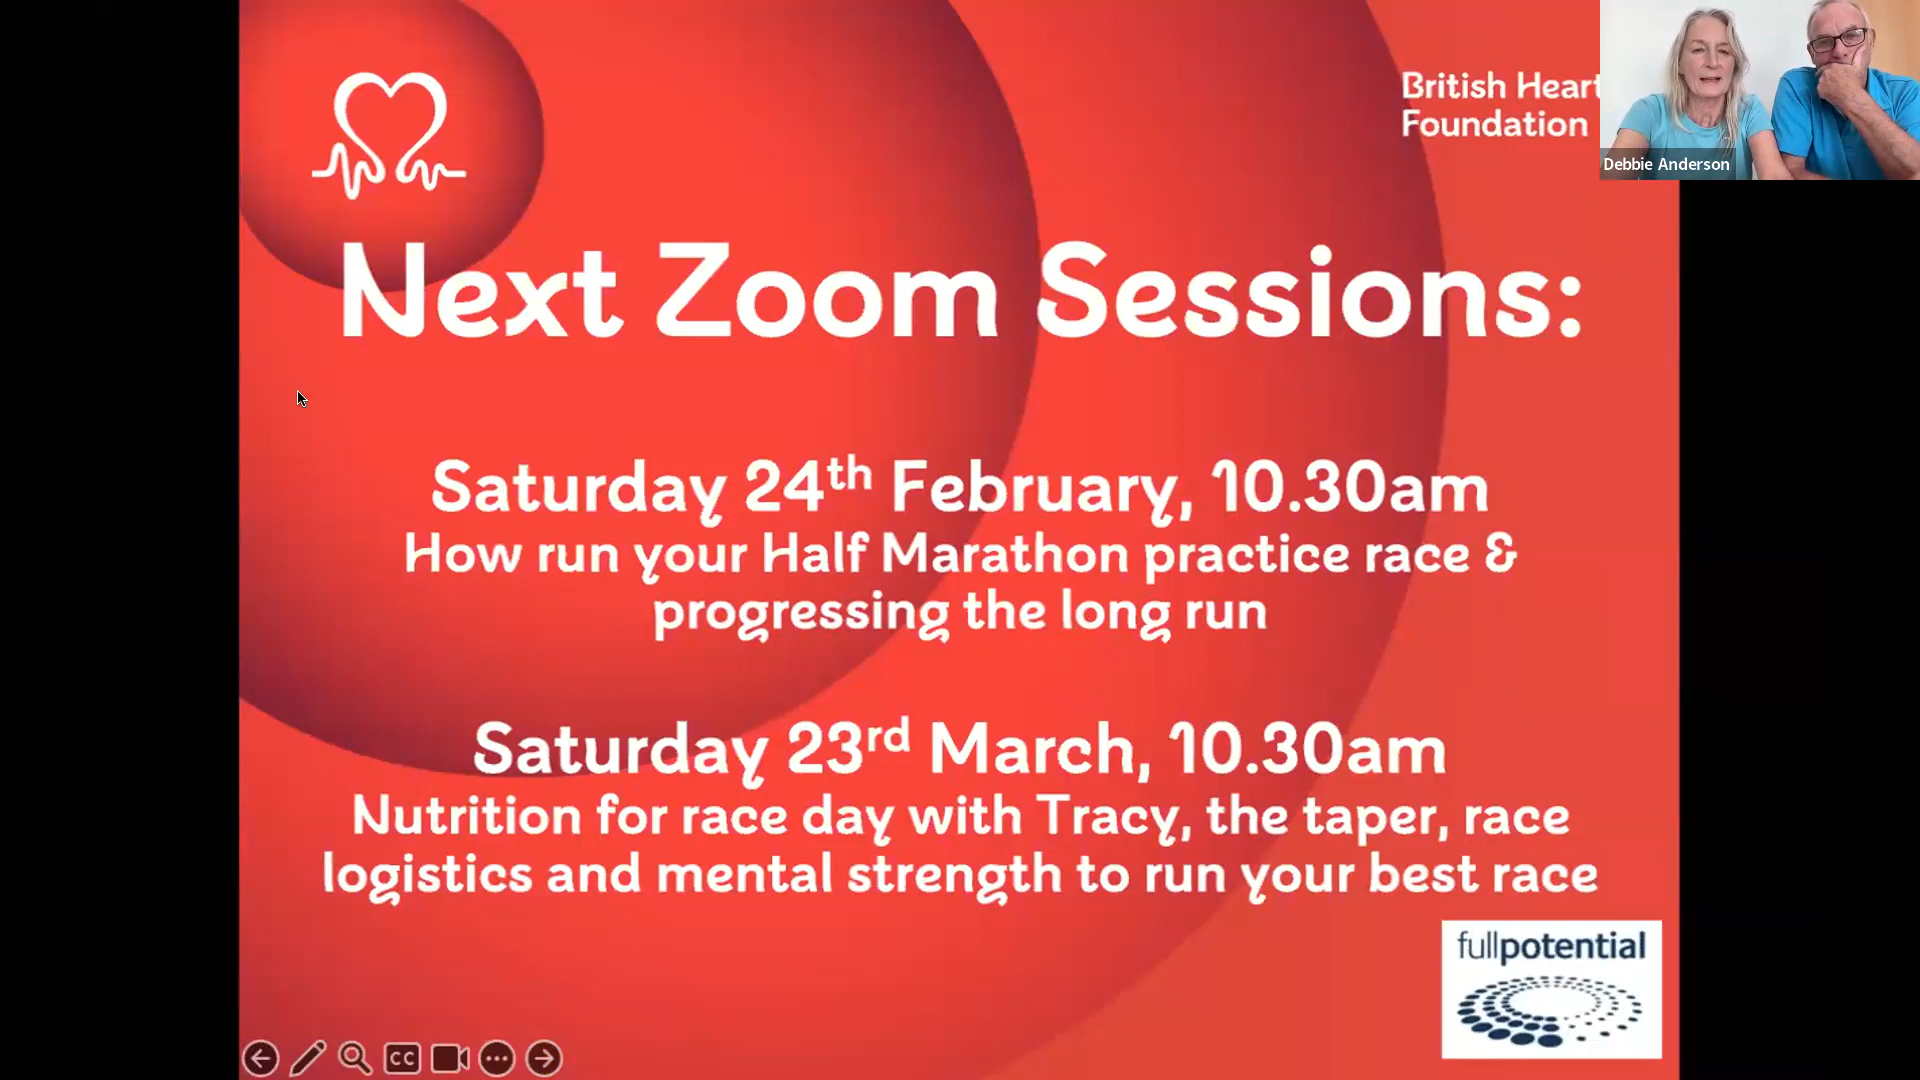 British Heart
Foundation
Debbie Anderson
Next Zoom Sessions:
Saturday 24th February, 10.30am
How run your Half Marathon practice race &
progressing the long run
Saturday 23rd March, 10.30am
Nutrition for race day with Tracy, the taper, race
logistics and mental strength to run your best race
fullpotential
CC